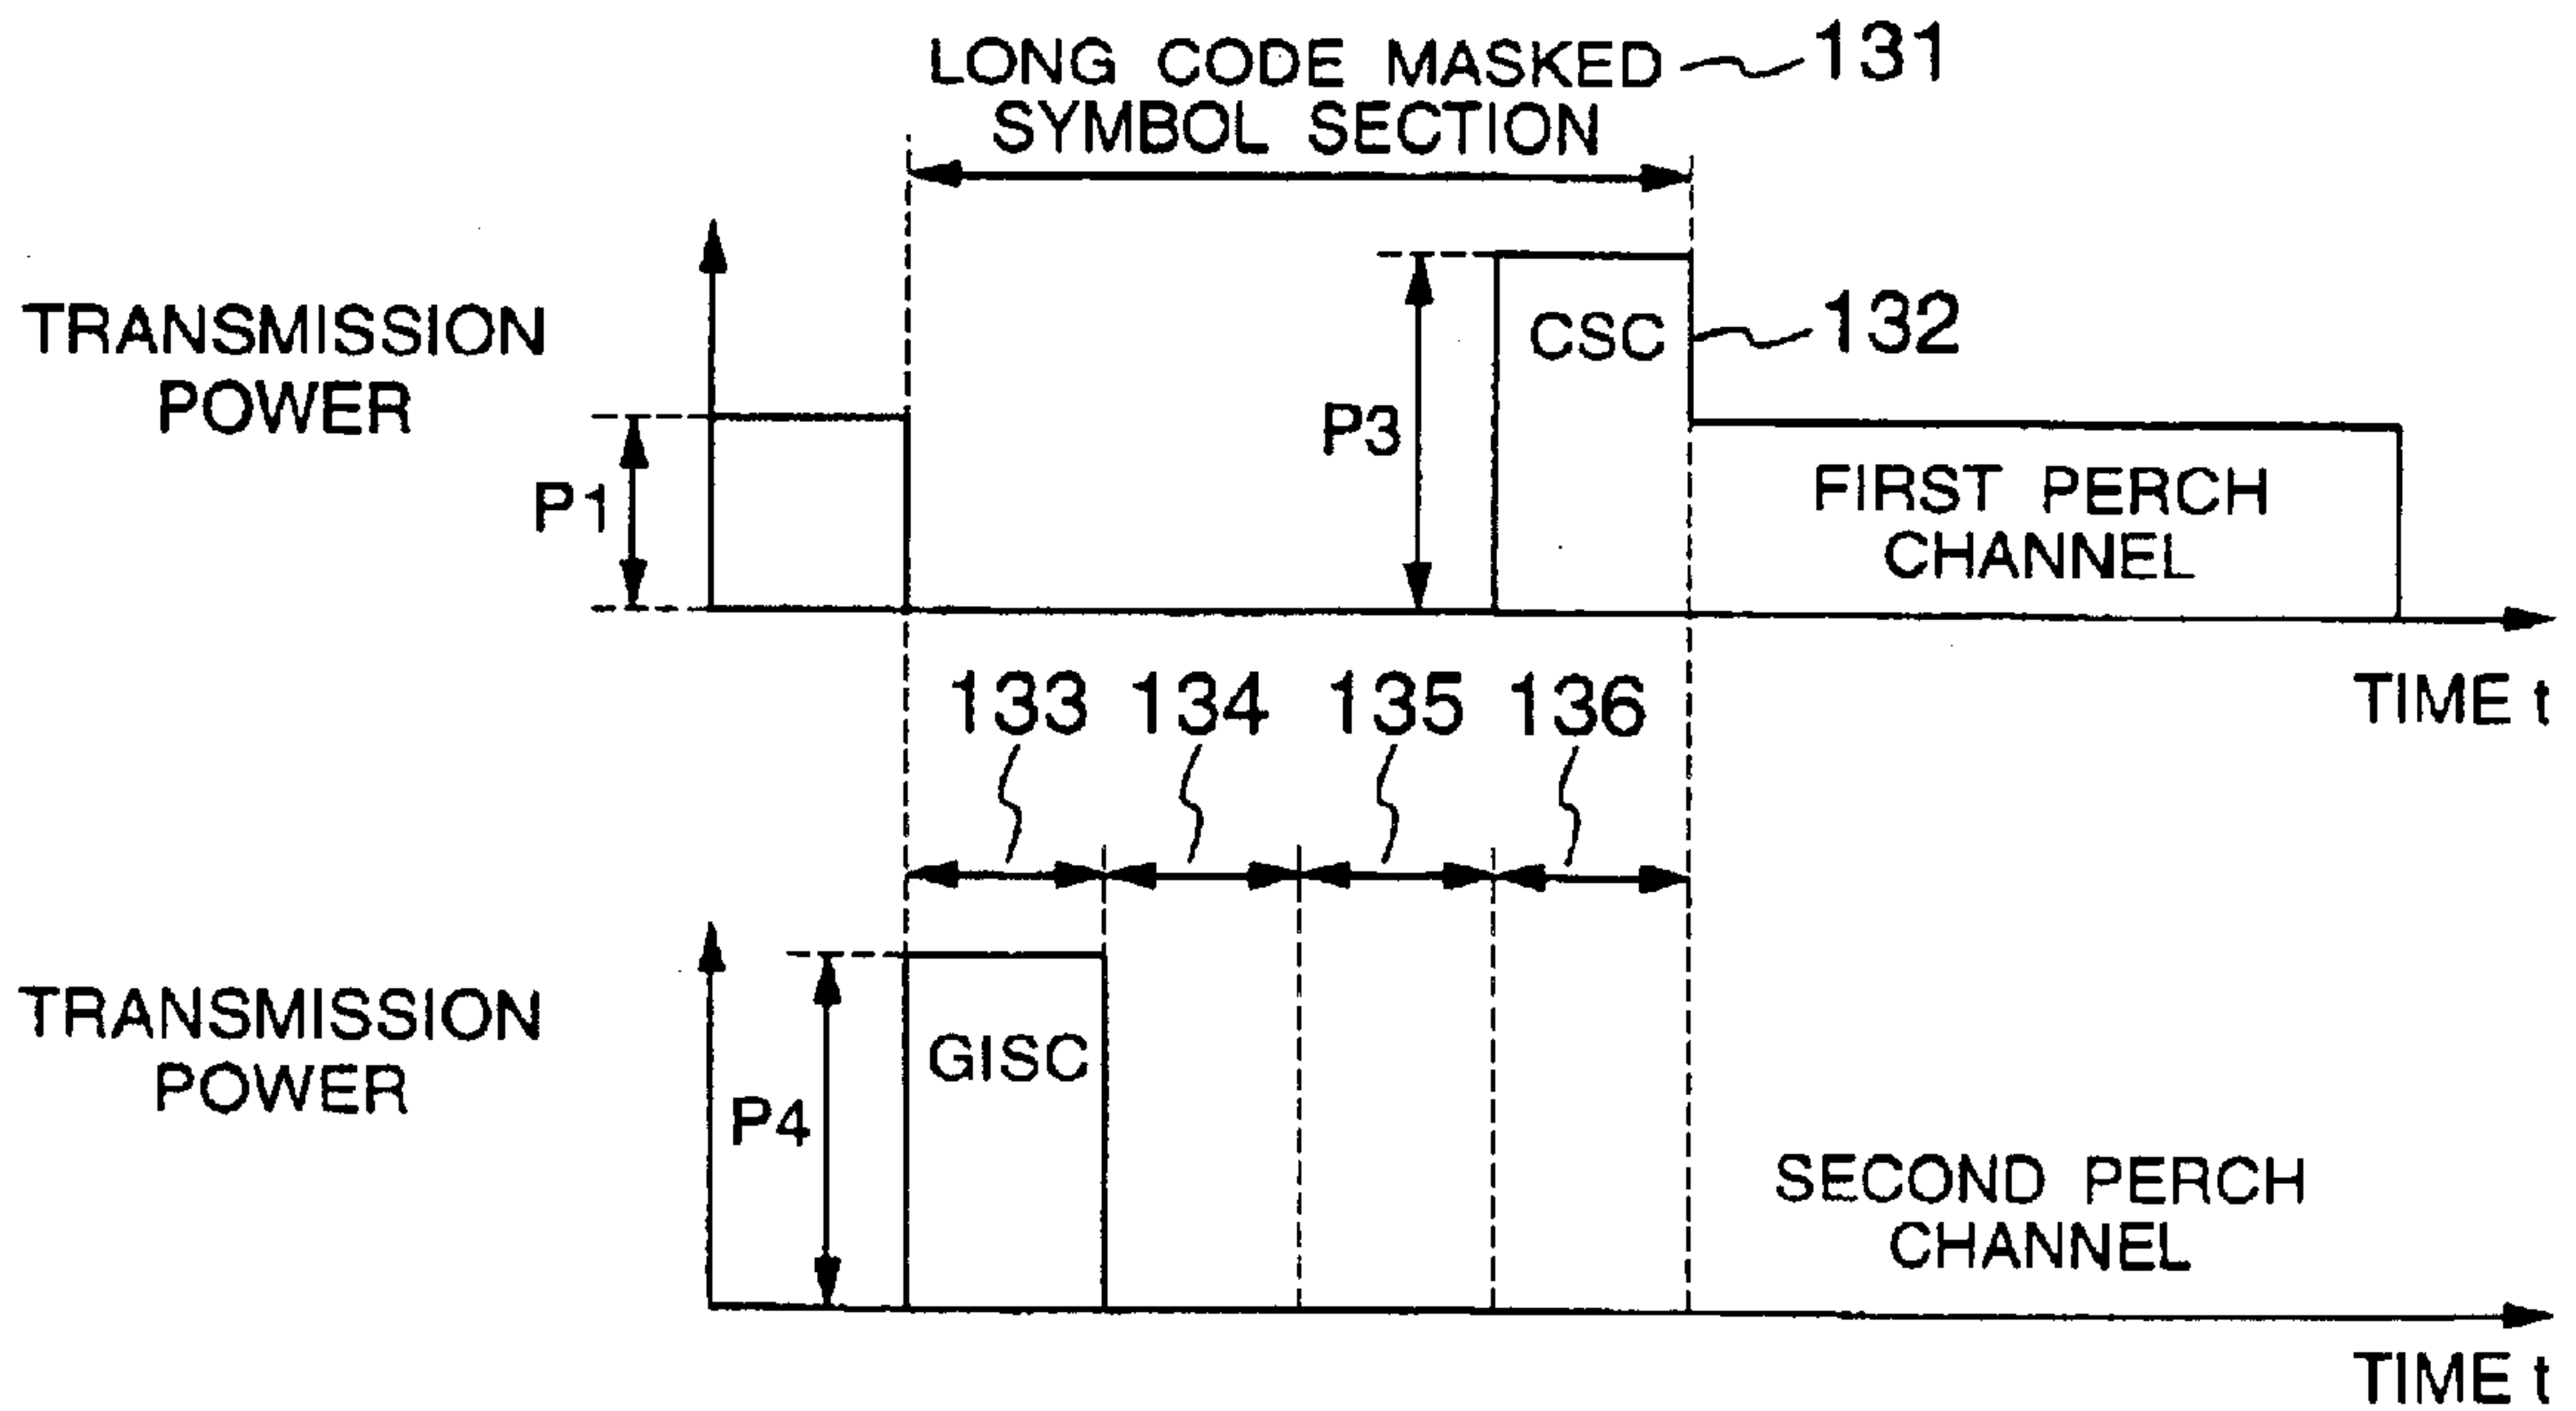 LONG CODE MASKED 131
SYMBOL SECTION
TRANSMISSION
POWER
P1
P3
CSC
132
FIRST PERCH
CHANNEL
TIME t
133 134 135 136
TRANSMISSION
POWER
P4
GISC
SECOND PERCH
CHANNEL
TIME t